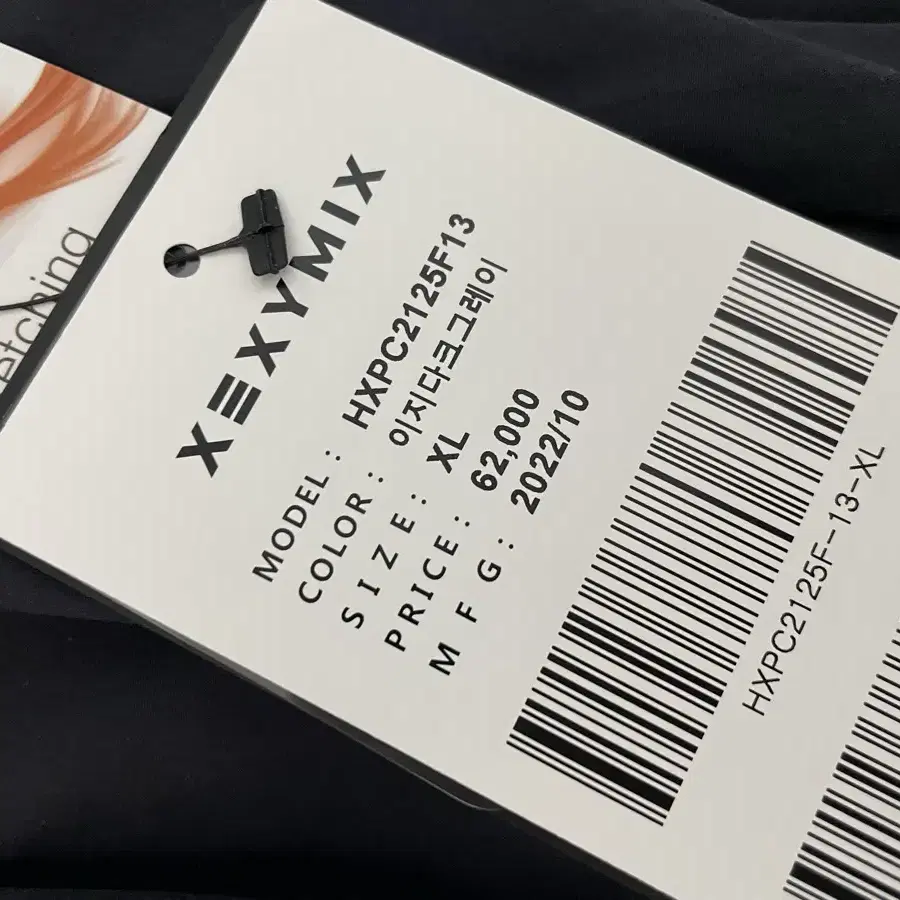 XEXYMIX
MODEL : HXPC2125F13
COLOR : 이지다크그레이
SIZE : XL
PRICE : 62,000
MFG : 2022/10
HXPC2125F-13-XL
etching